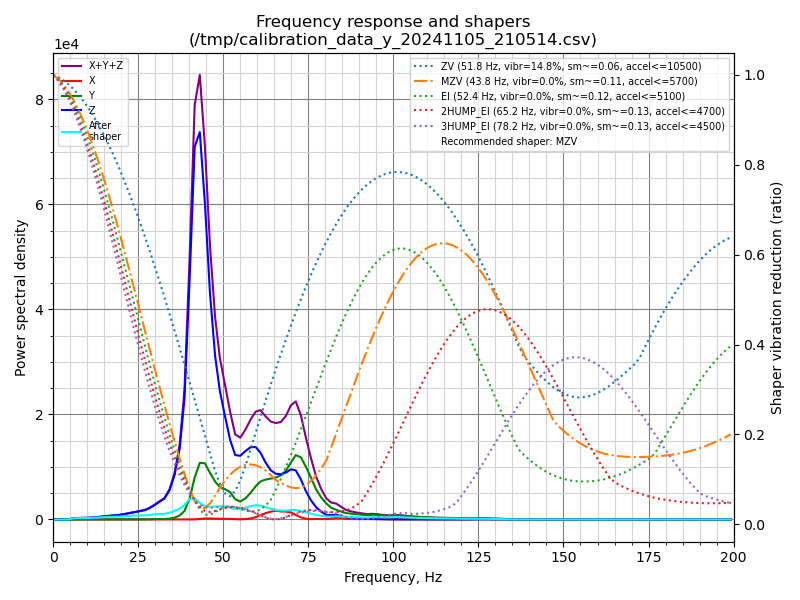 Frequency response and shapers
(/tmp/calibration_data_y_20241105_210514.csv)
1e4
X+Y+Z
X
Y
Z
After
shaper
ZV (51.8 Hz, vibr=14.8%, sm~=0.06, accel<=10500)
MZV (43.8 Hz, vibr=0.0%, sm~=0.11, accel<=5700)
EI (52.4 Hz, vibr=0.0%, sm~=0.12, accel<=5100)
2HUMP_EI (65.2 Hz, vibr=0.0%, sm~=0.13, accel<=4700)
3HUMP_EI (78.2 Hz, vibr=0.0%, sm~=0.13, accel<=4500)
Recommended shaper: MZV
Power spectral density
8
6
4
2
0
1.0
0.8
0.6
0.4
0.2
0.0
Shaper vibration reduction (ratio)
0 25 50 75 100 125 150 175 200
Frequency, Hz